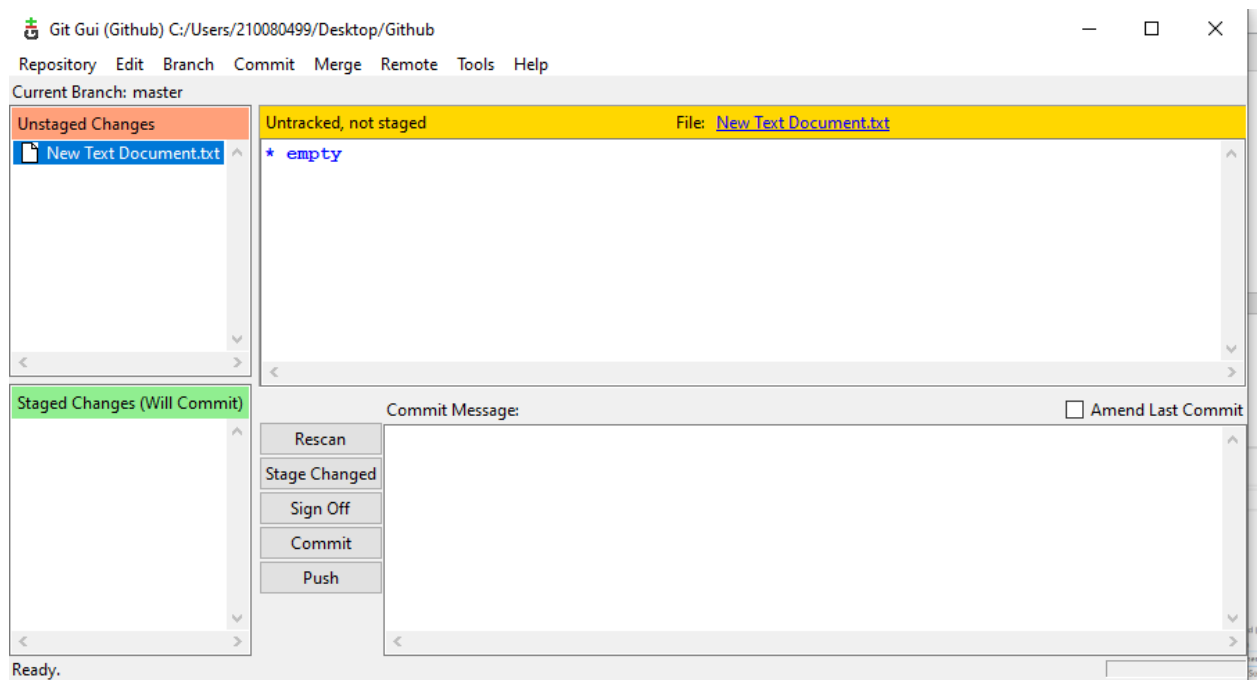 Git Gui (Github) C:/Users/210080499/Desktop/Github
Repository Edit Branch Commit Merge Remote Tools Help
Current Branch: master
Unstaged Changes
New Text Document.txt
Untracked, not staged File: New Text Document.txt
* empty
Staged Changes (Will Commit)
Commit Message: Amend Last Commit
Rescan
Stage Changed
Sign Off
Commit
Push
Ready.